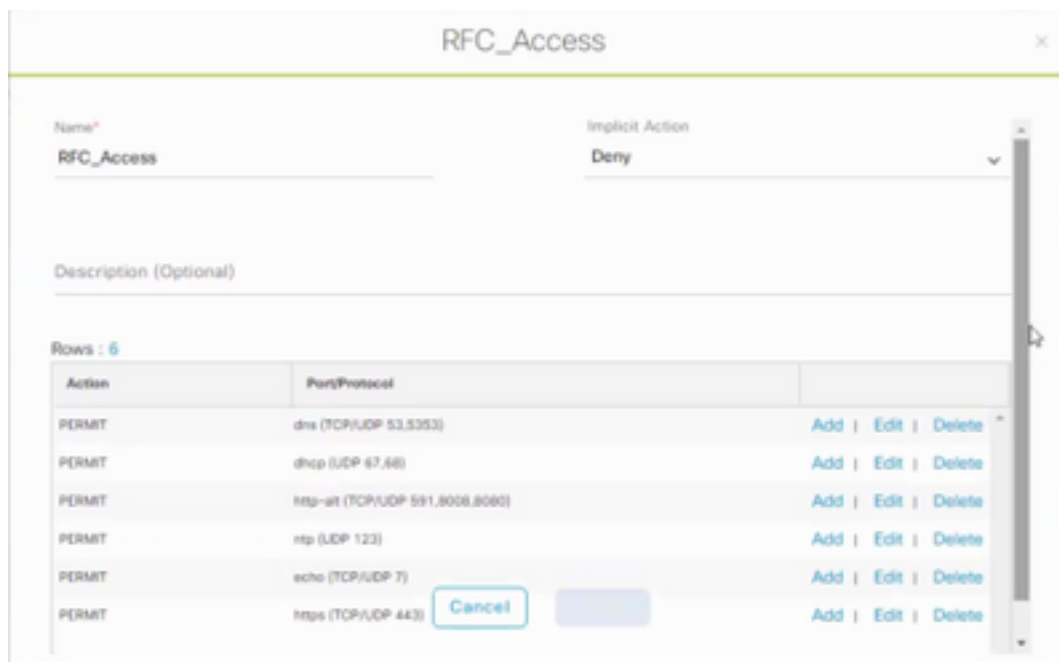 RFC_Access
×
Name* Implicit Action
RFC_Access Deny
Description (Optional)
Rows : 6
Action Port/Protocol
PERMIT dns (TCP/UDP 53,5353) Add | Edit | Delete
PERMIT dhcp (UDP 67,68) Add | Edit | Delete
PERMIT http-alt (TCP/UDP 591,8008,8080) Add | Edit | Delete
PERMIT ntp (UDP 123) Add | Edit | Delete
PERMIT echo (TCP/UDP 7) Add | Edit | Delete
PERMIT https (TCP/UDP 443) Add | Edit | Delete
Cancel